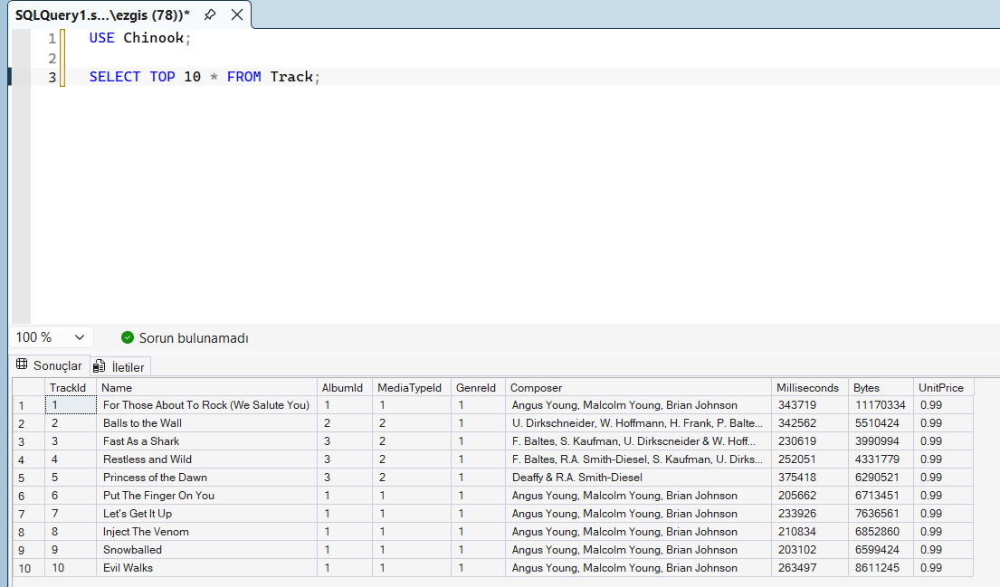 SQLQuery1.s...\ezgis (78))*
1 USE Chinook;
2
3 SELECT TOP 10 * FROM Track;
100 %
Sorun bulunamadı
Sonuçlar İletiler
TrackId Name AlbumId MediaTypeId GenreId Composer Milliseconds Bytes UnitPrice
1 1 For Those About To Rock (We Salute You) 1 1 1 Angus Young, Malcolm Young, Brian Johnson 343719 11170334 0.99
2 2 Balls to the Wall 2 2 1 U. Dirkschneider, W. Hoffmann, H. Frank, P. Balte... 342562 5510424 0.99
3 3 Fast As a Shark 3 2 1 F. Baltes, S. Kaufman, U. Dirkscneider & W. Hoff... 230619 3990994 0.99
4 4 Restless and Wild 3 2 1 F. Baltes, R.A. Smith-Diesel, S. Kaufman, U. Dirks... 252051 4331779 0.99
5 5 Princess of the Dawn 3 2 1 Deaffy & R.A. Smith-Diesel 375418 6290521 0.99
6 6 Put The Finger On You 1 1 1 Angus Young, Malcolm Young, Brian Johnson 205662 6713451 0.99
7 7 Let's Get It Up 1 1 1 Angus Young, Malcolm Young, Brian Johnson 233926 7636561 0.99
8 8 Inject The Venom 1 1 1 Angus Young, Malcolm Young, Brian Johnson 210834 6852860 0.99
9 9 Snowballed 1 1 1 Angus Young, Malcolm Young, Brian Johnson 203102 6599424 0.99
10 10 Evil Walks 1 1 1 Angus Young, Malcolm Young, Brian Johnson 263497 8611245 0.99